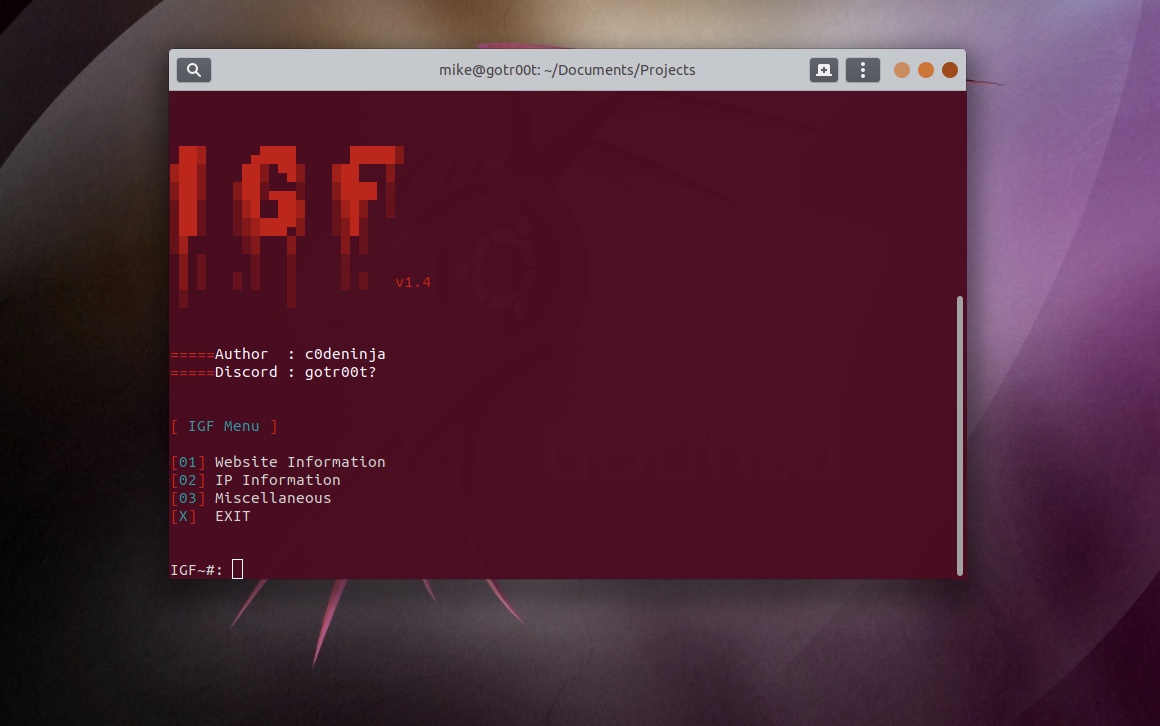 mike@gotr00t: ~/Documents/Projects
IGF
v1.4
=====Author  : c0deninja
=====Discord : gotr00t?
[ IGF Menu ]
[01] Website Information
[02] IP Information
[03] Miscellaneous
[X]  EXIT
ubuntu
IGF~#: